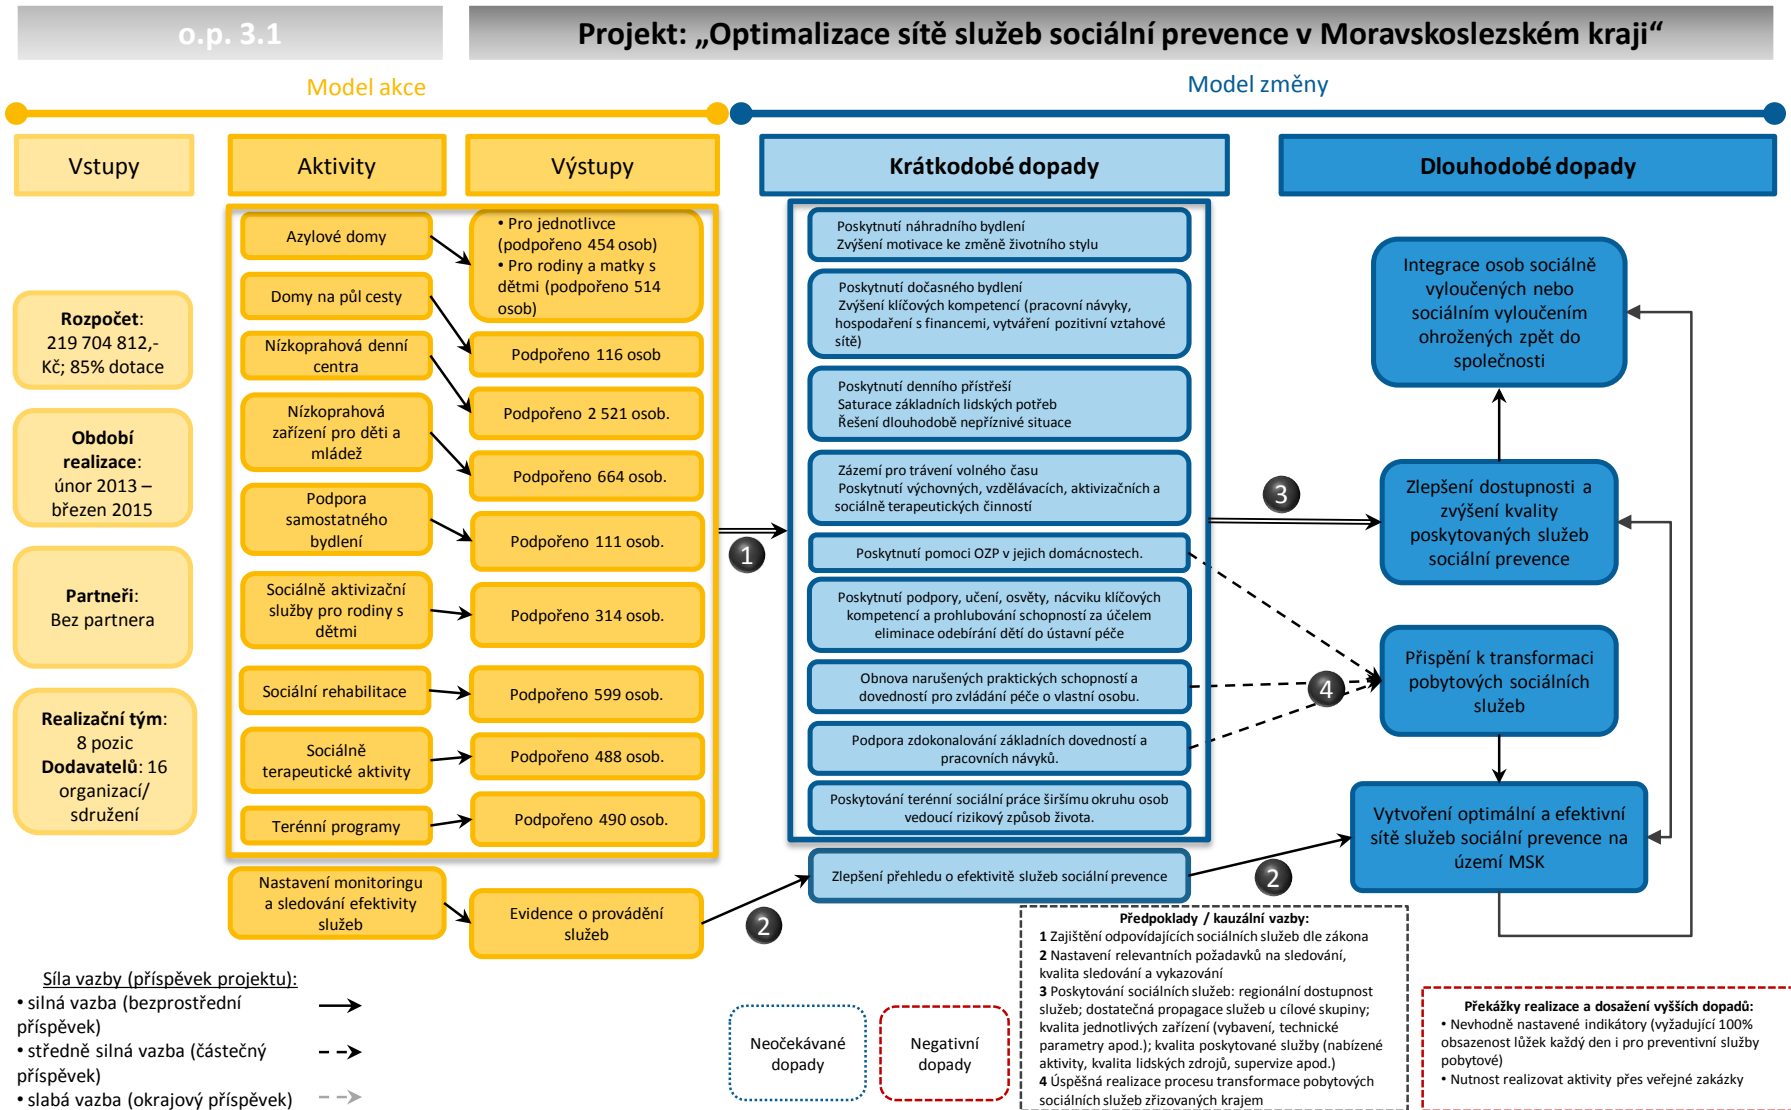 o.p. 3.1
Projekt: „Optimalizace sítě služeb sociální prevence v Moravskoslezském kraji“
Model akce
Model změny
Vstupy
Aktivity
Výstupy
Krátkodobé dopady
Dlouhodobé dopady
Rozpočet:
219 704 812,-
Kč; 85% dotace
Období
realizace:
únor 2013 –
březen 2015
Partneři:
Bez partnera
Realizační tým:
8 pozic
Dodavatelů: 16
organizací/
sdružení
Azylové domy
Domy na půl cesty
Nízkoprahová denní
centra
Nízkoprahová
zařízení pro děti a
mládež
Podpora
samostatného
bydlení
Sociálně aktivizační
služby pro rodiny s
dětmi
Sociální rehabilitace
Sociálně
terapeutické aktivity
Terénní programy
Nastavení monitoringu
a sledování efektivity
služeb
• Pro jednotlivce
(podpořeno 454 osob)
• Pro rodiny a matky s
dětmi (podpořeno 514
osob)
Podpořeno 116 osob
Podpořeno 2 521 osob.
Podpořeno 664 osob.
Podpořeno 111 osob.
Podpořeno 314 osob.
Podpořeno 599 osob.
Podpořeno 488 osob.
Podpořeno 490 osob.
Evidence o provádění
služeb
1
2
Poskytnutí náhradního bydlení
Zvýšení motivace ke změně životního stylu
Poskytnutí dočasného bydlení
Zvýšení klíčových kompetencí (pracovní návyky,
hospodaření s financemi, vytváření pozitivní vztahové
sítě)
Poskytnutí denního přístřeší
Saturace základních lidských potřeb
Řešení dlouhodobě nepříznivé situace
Zázemí pro trávení volného času
Poskytnutí výchovných, vzdělávacích, aktivizačních a
sociálně terapeutických činností
Poskytnutí pomoci OZP v jejich domácnostech.
Poskytnutí podpory, učení, osvěty, nácviku klíčových
kompetencí a prohlubování schopností za účelem
eliminace odebírání dětí do ústavní péče
Obnova narušených praktických schopností a
dovedností pro zvládání péče o vlastní osobu.
Podpora zdokonalování základních dovedností a
pracovních návyků.
Poskytování terénní sociální práce širšímu okruhu osob
vedoucí rizikový způsob života.
Zlepšení přehledu o efektivitě služeb sociální prevence
3
4
2
Integrace osob sociálně
vyloučených nebo
sociálním vyloučením
ohrožených zpět do
společnosti
Zlepšení dostupnosti a
zvýšení kvality
poskytovaných služeb
sociální prevence
Přispění k transformaci
pobytových sociálních
služeb
Vytvoření optimální a efektivní
sítě služeb sociální prevence na
území MSK
Síla vazby (příspěvek projektu):
• silná vazba (bezprostřední
příspěvek)
• středně silná vazba (částečný
příspěvek)
• slabá vazba (okrajový příspěvek)
Neočekávané
dopady
Negativní
dopady
Předpoklady / kauzální vazby:
1 Zajištění odpovídajících sociálních služeb dle zákona
2 Nastavení relevantních požadavků na sledování,
kvalita sledování a vykazování
3 Poskytování sociálních služeb: regionální dostupnost
služeb; dostatečná propagace služeb u cílové skupiny;
kvalita jednotlivých zařízení (vybavení, technické
parametry apod.); kvalita poskytované služby (nabízené
aktivity, kvalita lidských zdrojů, supervize apod.)
4 Úspěšná realizace procesu transformace pobytových
sociálních služeb zřizovaných krajem
Překážky realizace a dosažení vyšších dopadů:
• Nevhodně nastavené indikátory (vyžadující 100%
obsazenost lůžek každý den i pro preventivní služby
pobytové)
• Nutnost realizovat aktivity přes veřejné zakázky